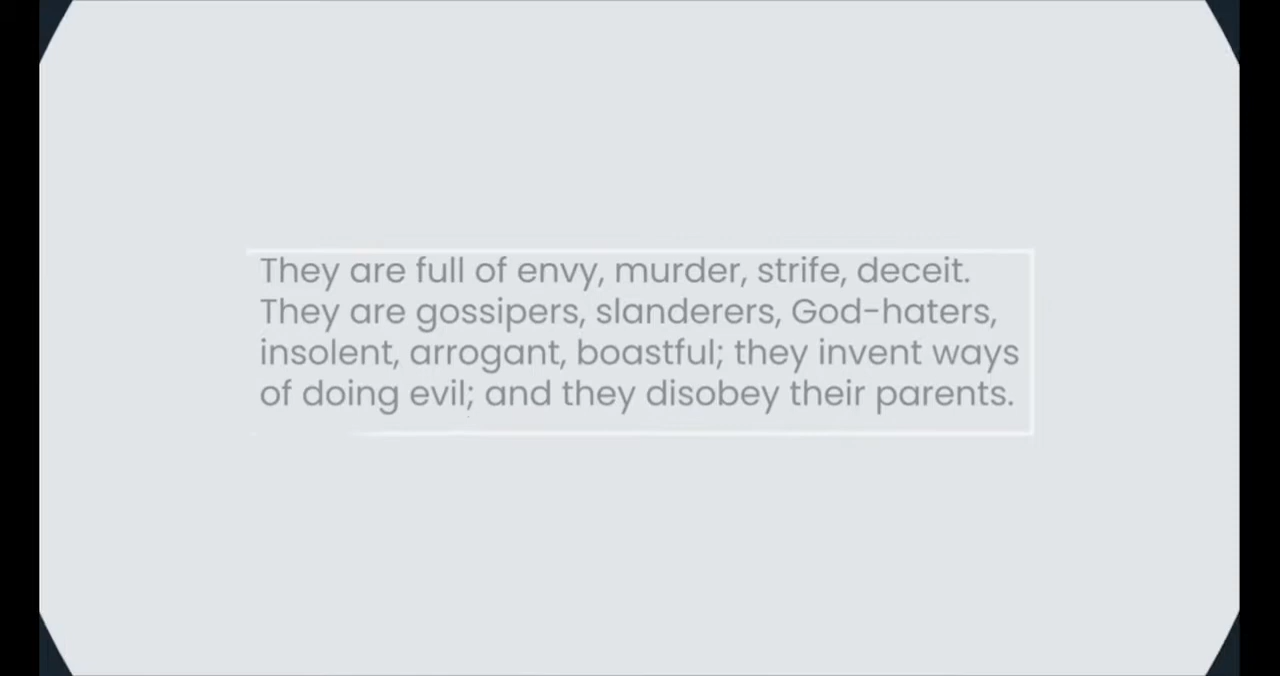 They are full of envy, murder, strife, deceit.
They are gossipers, slanderers, God-haters,
insolent, arrogant, boastful; they invent ways
of doing evil; and they disobey their parents.